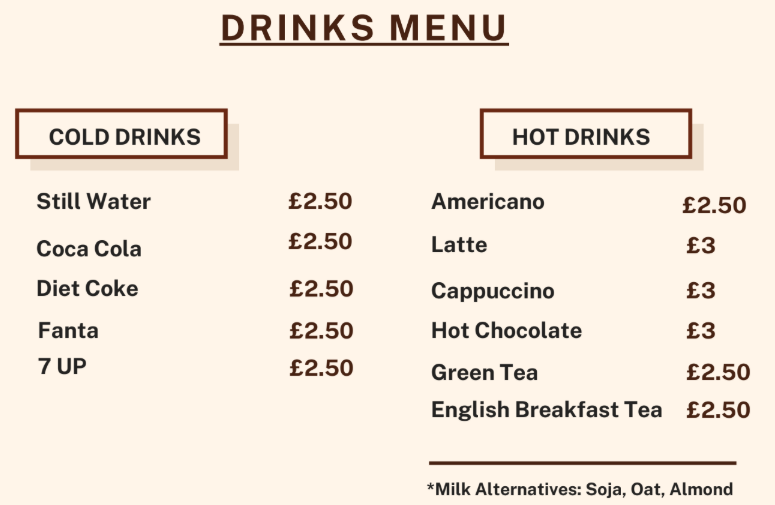 DRINKS MENU
COLD DRINKS
Still Water £2.50
Coca Cola £2.50
Diet Coke £2.50
Fanta £2.50
7 UP £2.50
HOT DRINKS
Americano £2.50
Latte £3
Cappuccino £3
Hot Chocolate £3
Green Tea £2.50
English Breakfast Tea £2.50
*Milk Alternatives: Soja, Oat, Almond